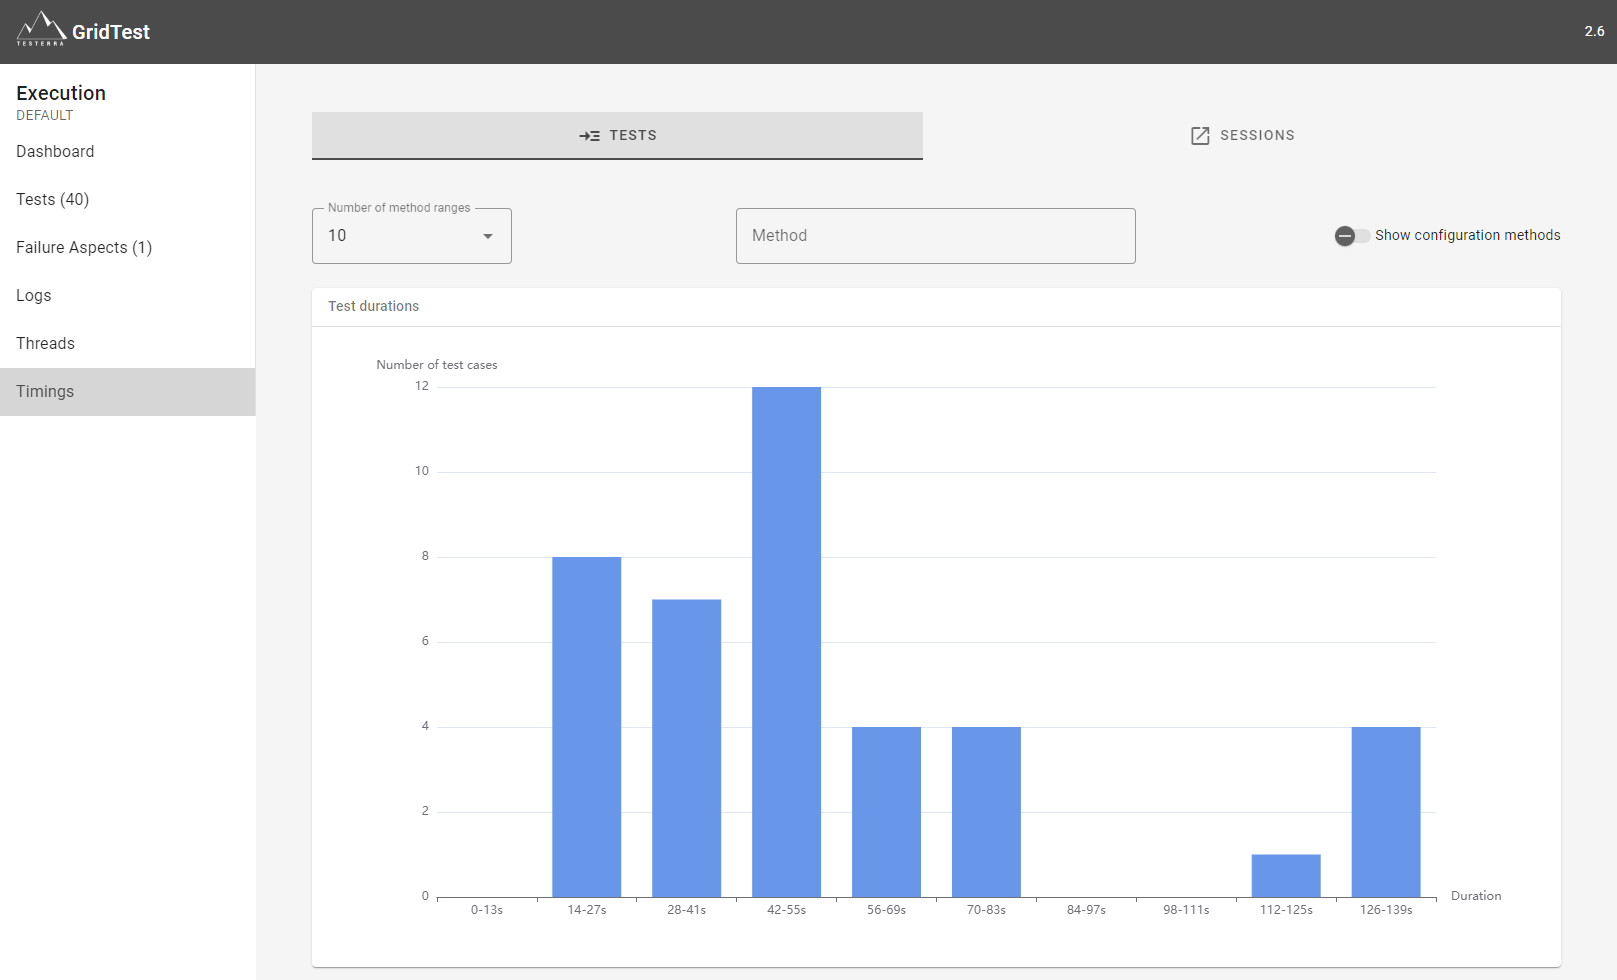 TESTERRA
GridTest
2.6
Execution
DEFAULT
Dashboard
Tests (40)
Failure Aspects (1)
Logs
Threads
Timings
TESTS
SESSIONS
Number of method ranges
10
Method
Show configuration methods
Test durations
Number of test cases
12
10
8
6
4
2
0
0-13s 14-27s 28-41s 42-55s 56-69s 70-83s 84-97s 98-111s 112-125s 126-139s
Duration